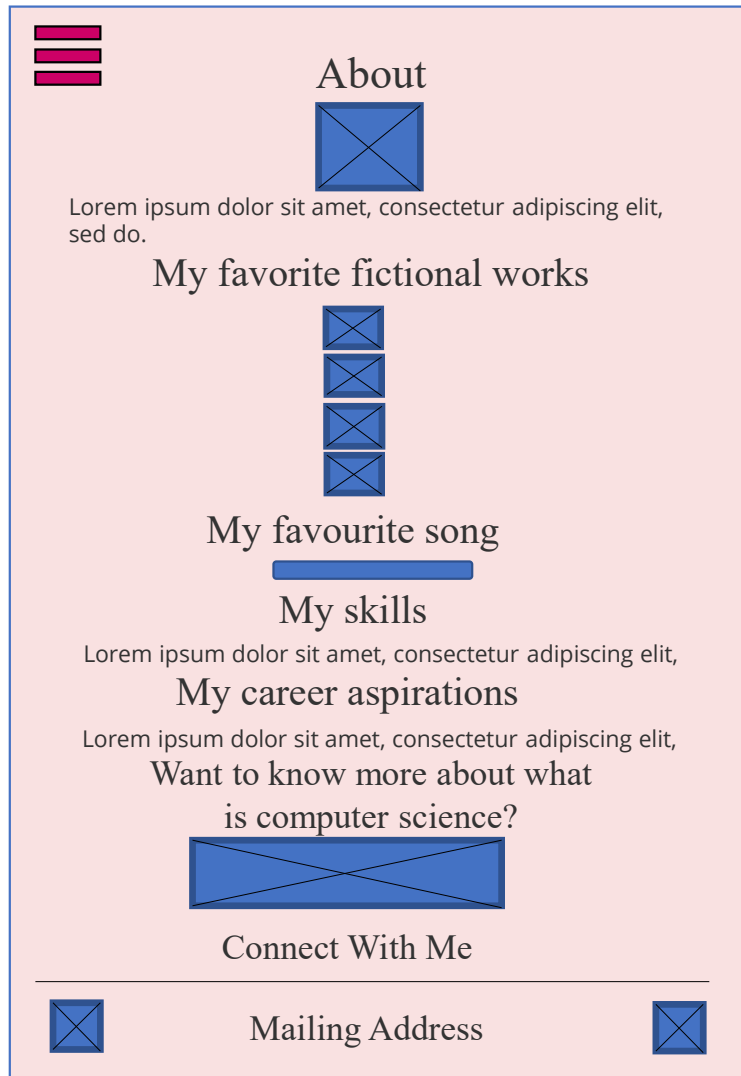 About
Lorem ipsum dolor sit amet, consectetur adipiscing elit,
sed do.
My favorite fictional works
My favourite song
My skills
Lorem ipsum dolor sit amet, consectetur adipiscing elit,
My career aspirations
Lorem ipsum dolor sit amet, consectetur adipiscing elit,
Want to know more about what
is computer science?
Connect With Me
Mailing Address